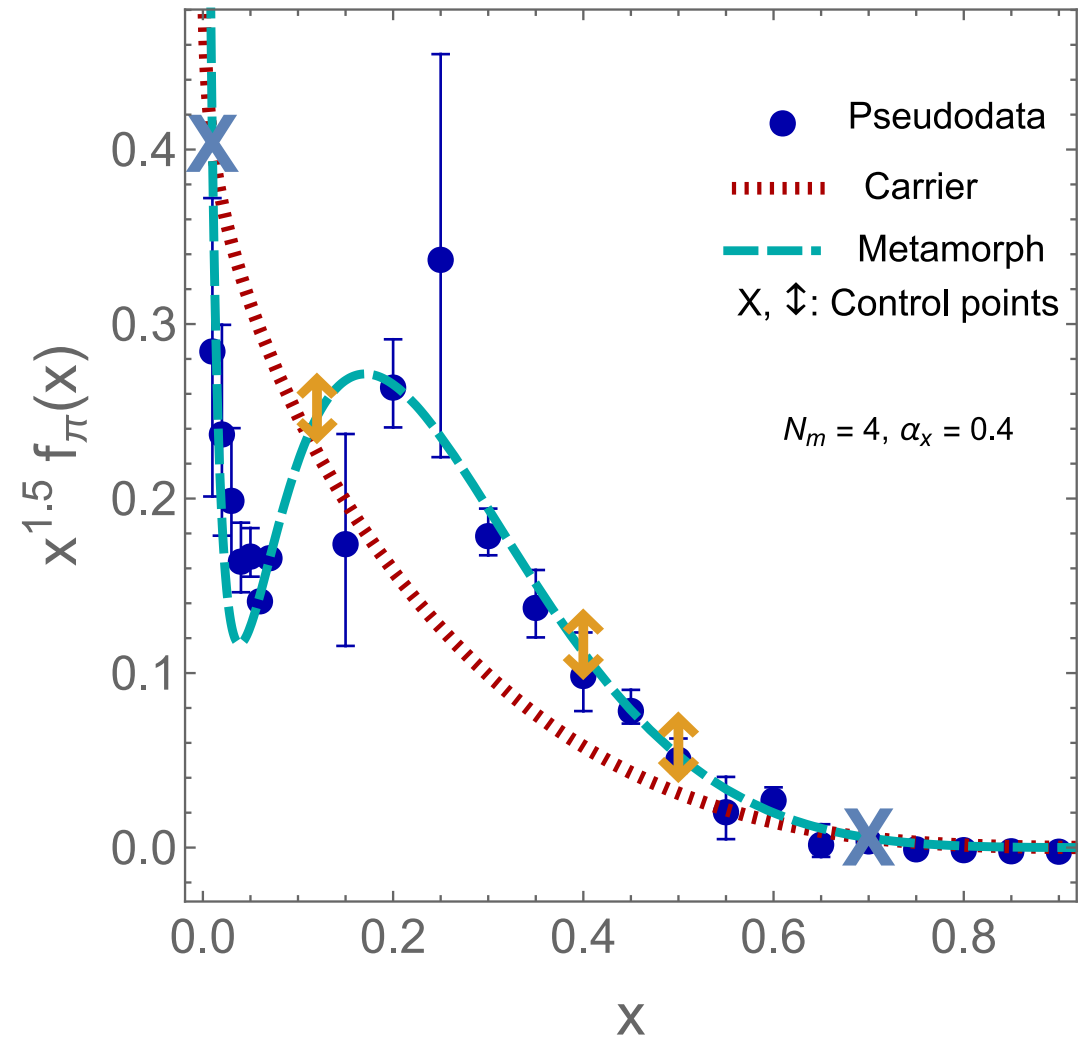 Pseudodata
Carrier
Metamorph
X, ↕: Control points
N_m = 4, α_x = 0.4
x^1.5 f_π(x)
0.4
0.3
0.2
0.1
0.0
0.0 0.2 0.4 0.6 0.8
x
X
X